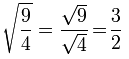 √(9/4) = √9/√4 = 3/2